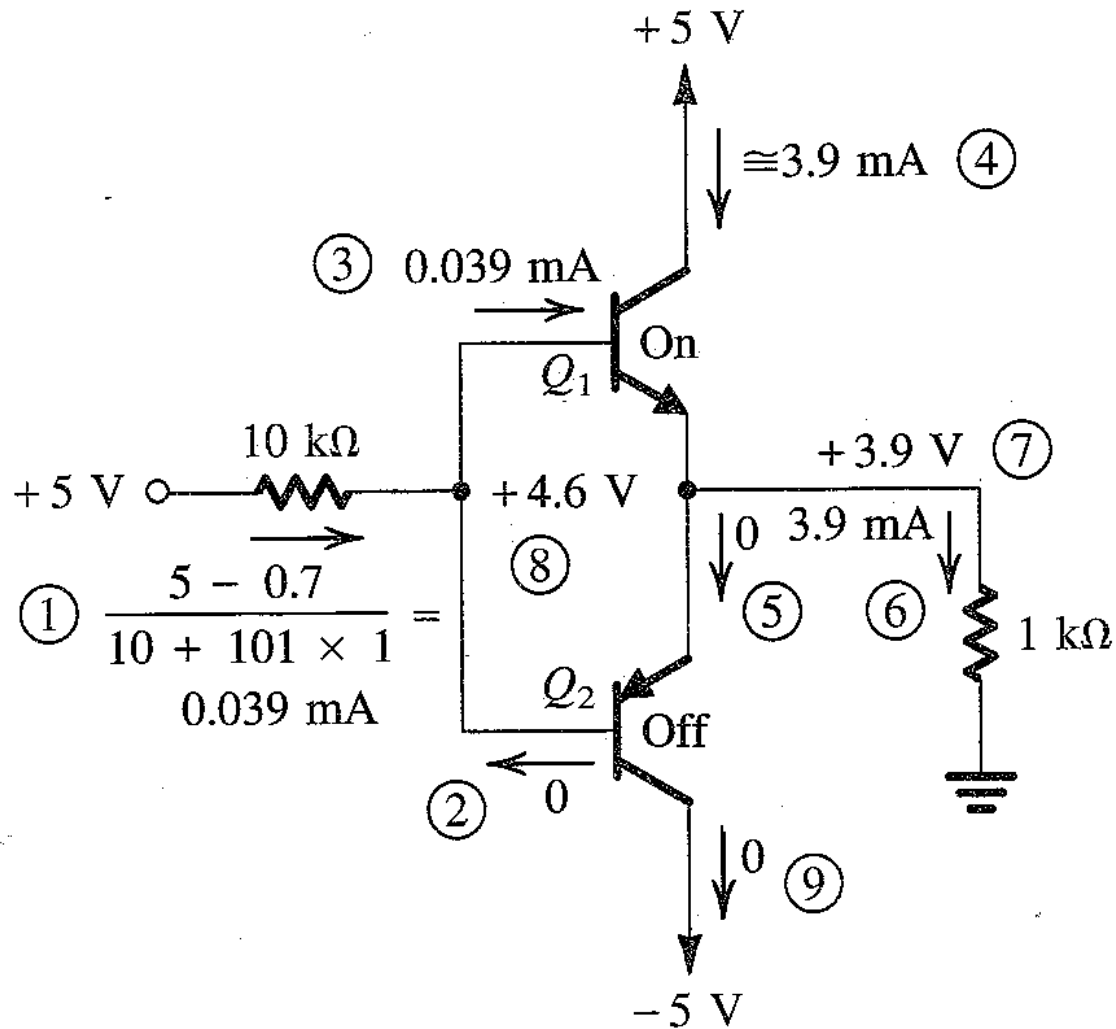 +5 V
≅3.9 mA ④
③ 0.039 mA
On
Q₁
10 kΩ
+3.9 V ⑦
+5 V
+4.6 V
0 3.9 mA
⑧
① 5 − 0.7
10 + 101 × 1 =
0.039 mA
⑤
⑥
1 kΩ
Q₂
Off
② 0
0 ⑨
−5 V